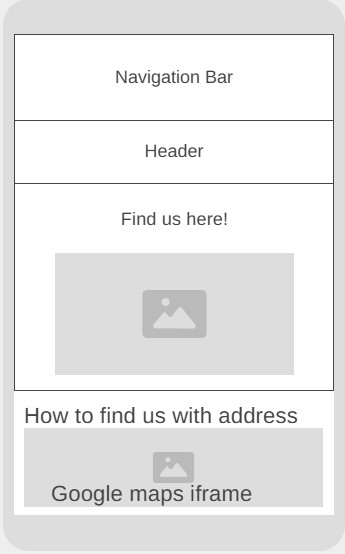 Navigation Bar
Header
Find us here!
How to find us with address
Google maps iframe